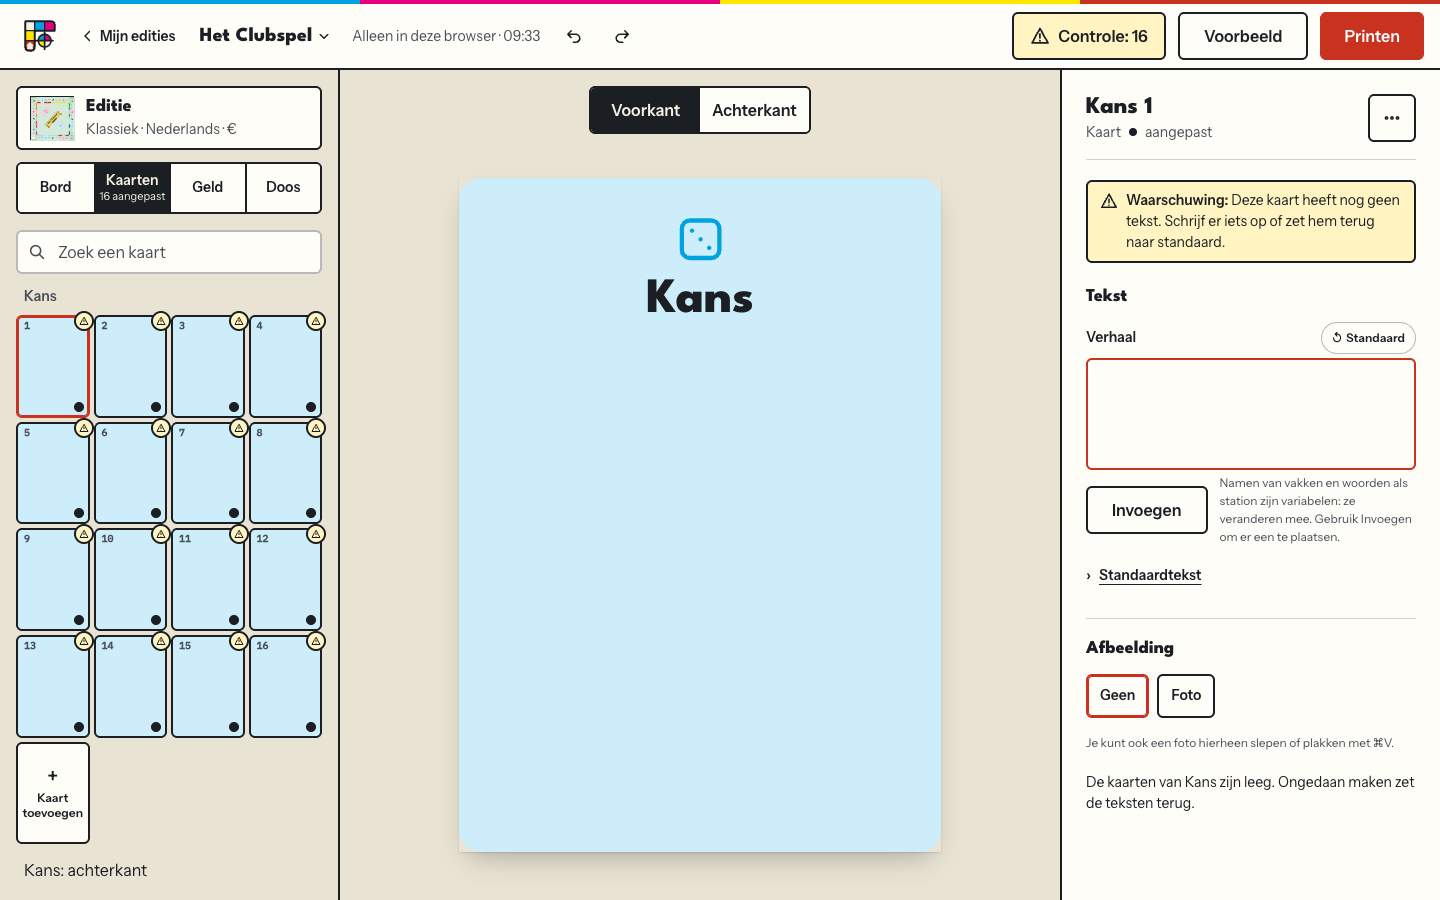 Mijn edities
Het Clubspel
Alleen in deze browser · 09:33
Controle: 16
Voorbeeld
Printen
Editie
Klassiek · Nederlands · €
Bord
Kaarten
16 aangepast
Geld
Doos
Zoek een kaart
Kans
1
2
3
4
5
6
7
8
9
10
11
12
13
14
15
16
+
Kaart
toevoegen
Kans: achterkant
Voorkant
Achterkant
Kans
Kans 1
Kaart ● aangepast
Waarschuwing: Deze kaart heeft nog geen
tekst. Schrijf er iets op of zet hem terug
naar standaard.
Tekst
Verhaal
Standaard
Invoegen
Namen van vakken en woorden als
station zijn variabelen: ze
veranderen mee. Gebruik Invoegen
om er een te plaatsen.
› Standaardtekst
Afbeelding
Geen
Foto
Je kunt ook een foto hierheen slepen of plakken met ⌘V.
De kaarten van Kans zijn leeg. Ongedaan maken zet
de teksten terug.